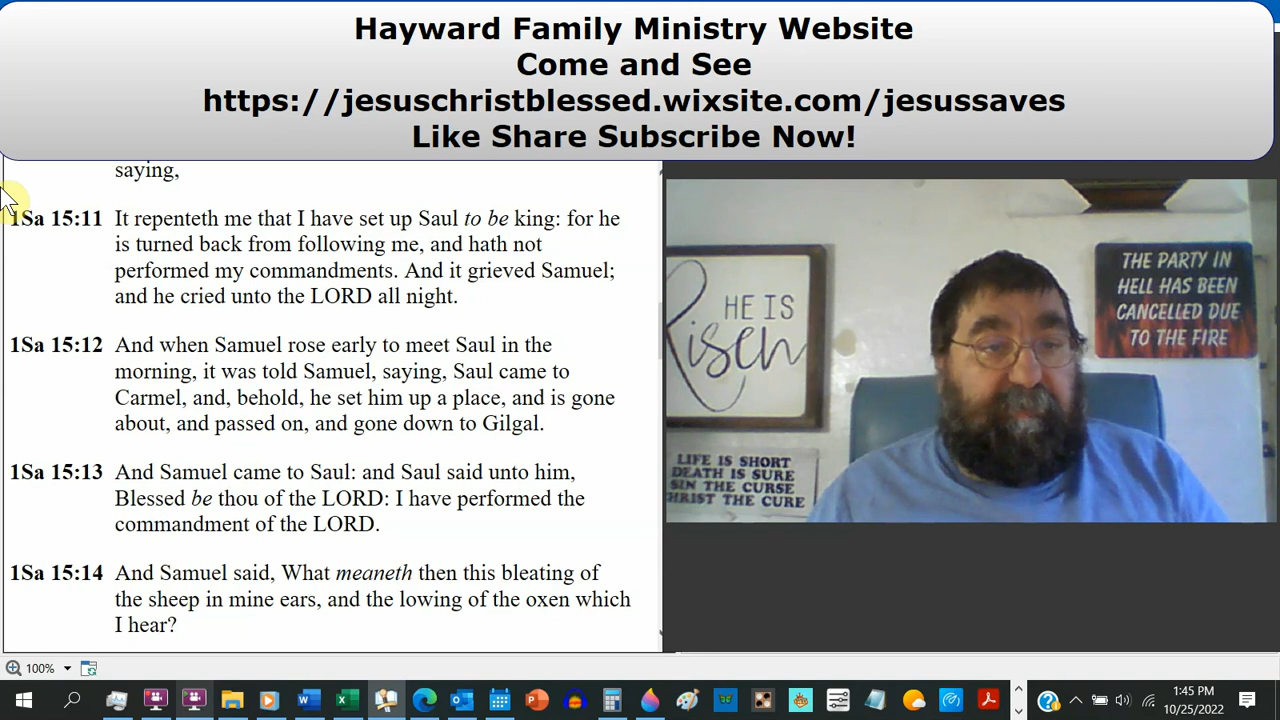 Hayward Family Ministry Website
Come and See
https://jesuschristblessed.wixsite.com/jesussaves
Like Share Subscribe Now!
saying,
1Sa 15:11 It repenteth me that I have set up Saul to be king: for he
is turned back from following me, and hath not
performed my commandments. And it grieved Samuel;
and he cried unto the LORD all night.
1Sa 15:12 And when Samuel rose early to meet Saul in the
morning, it was told Samuel, saying, Saul came to
Carmel, and, behold, he set him up a place, and is gone
about, and passed on, and gone down to Gilgal.
1Sa 15:13 And Samuel came to Saul: and Saul said unto him,
Blessed be thou of the LORD: I have performed the
commandment of the LORD.
1Sa 15:14 And Samuel said, What meaneth then this bleating of
the sheep in mine ears, and the lowing of the oxen which
I hear?
HE IS
Risen
THE PARTY IN
HELL HAS BEEN
CANCELLED DUE
TO THE FIRE
LIFE IS SHORT
DEATH IS SURE
SIN THE CURSE
CHRIST THE CURE
100%
1:45 PM
10/25/2022